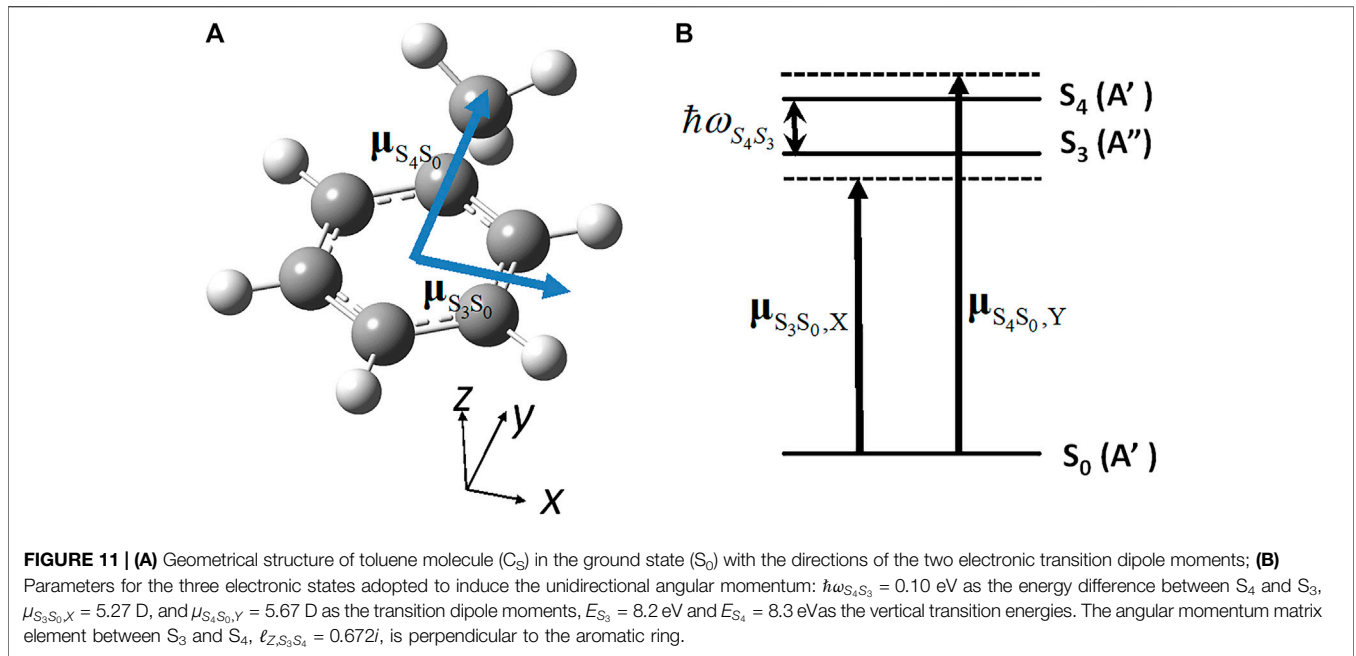 A
B
μS₄S₀
μS₃S₀
Z
y
X
ħωS₄S₃
S₄ (A′)
S₃ (A″)
μS₃S₀,X
μS₄S₀,Y
S₀ (A′)
FIGURE 11 | (A) Geometrical structure of toluene molecule (CS) in the ground state (S₀) with the directions of the two electronic transition dipole moments; (B)
Parameters for the three electronic states adopted to induce the unidirectional angular momentum: ħωS₄S₃ = 0.10 eV as the energy difference between S₄ and S₃,
μS₃S₀,X = 5.27 D, and μS₄S₀,Y = 5.67 D as the transition dipole moments, ES₃ = 8.2 eV and ES₄ = 8.3 eVas the vertical transition energies. The angular momentum matrix
element between S₃ and S₄, ℓZ,S₃S₄ = 0.672i, is perpendicular to the aromatic ring.